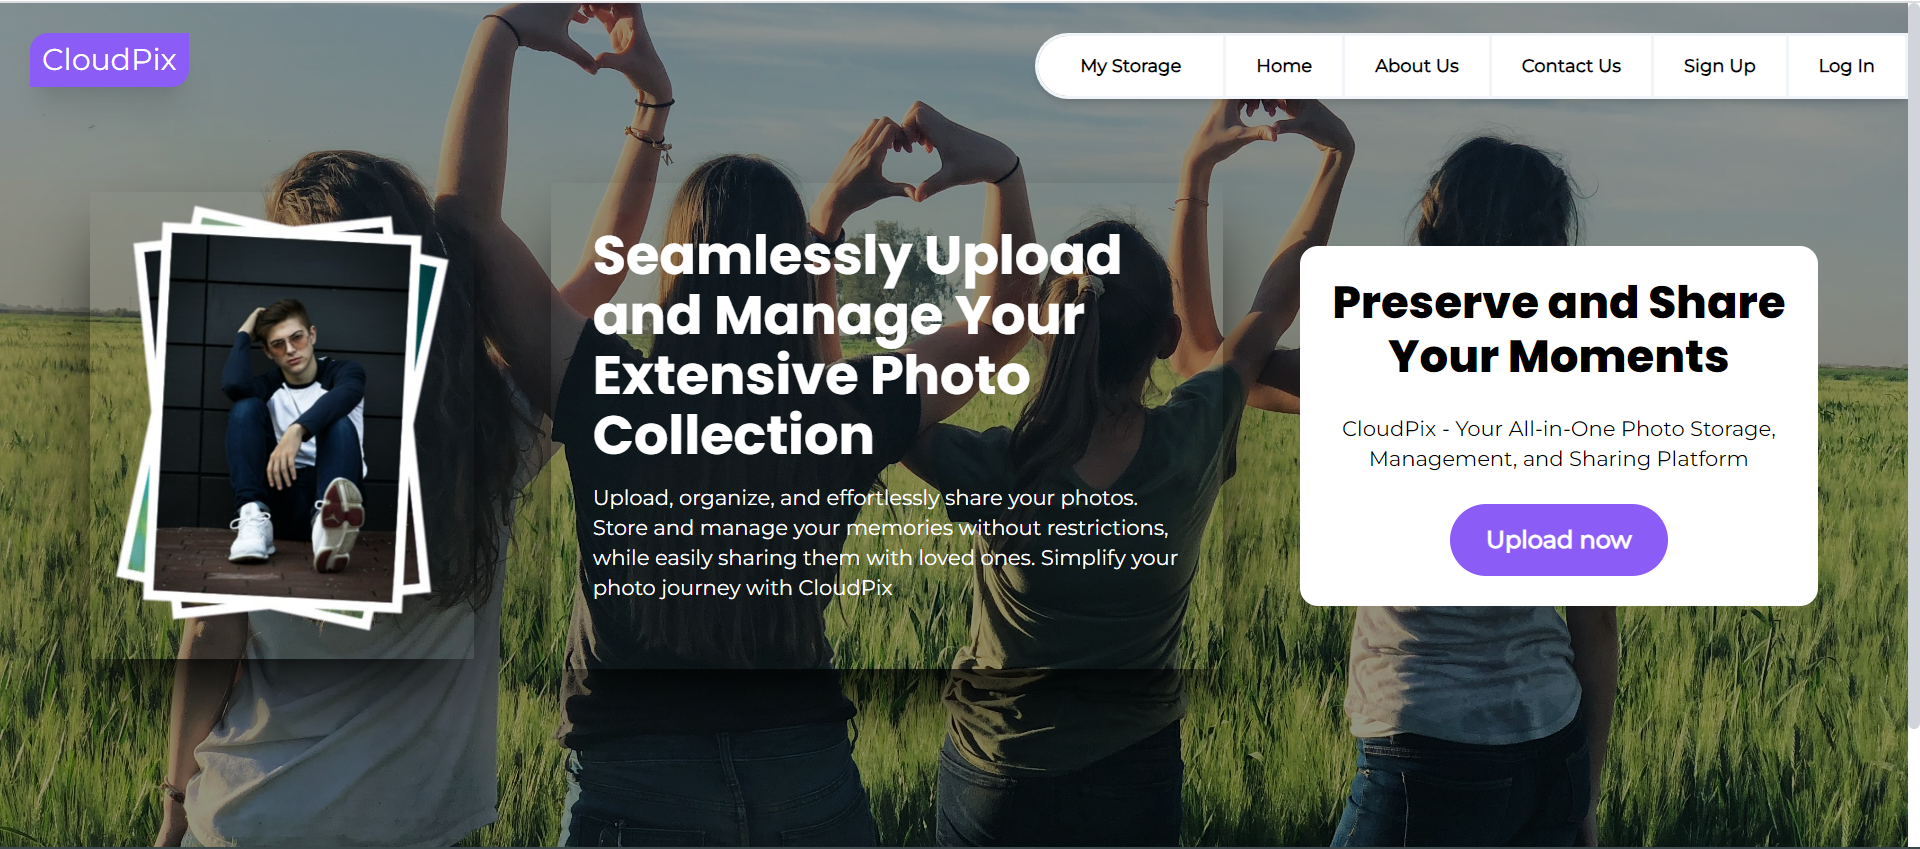 CloudPix
My Storage
Home
About Us
Contact Us
Sign Up
Log In
Seamlessly Upload
and Manage Your
Extensive Photo
Collection
Upload, organize, and effortlessly share your photos.
Store and manage your memories without restrictions,
while easily sharing them with loved ones. Simplify your
photo journey with CloudPix
Preserve and Share
Your Moments
CloudPix - Your All-in-One Photo Storage,
Management, and Sharing Platform
Upload now